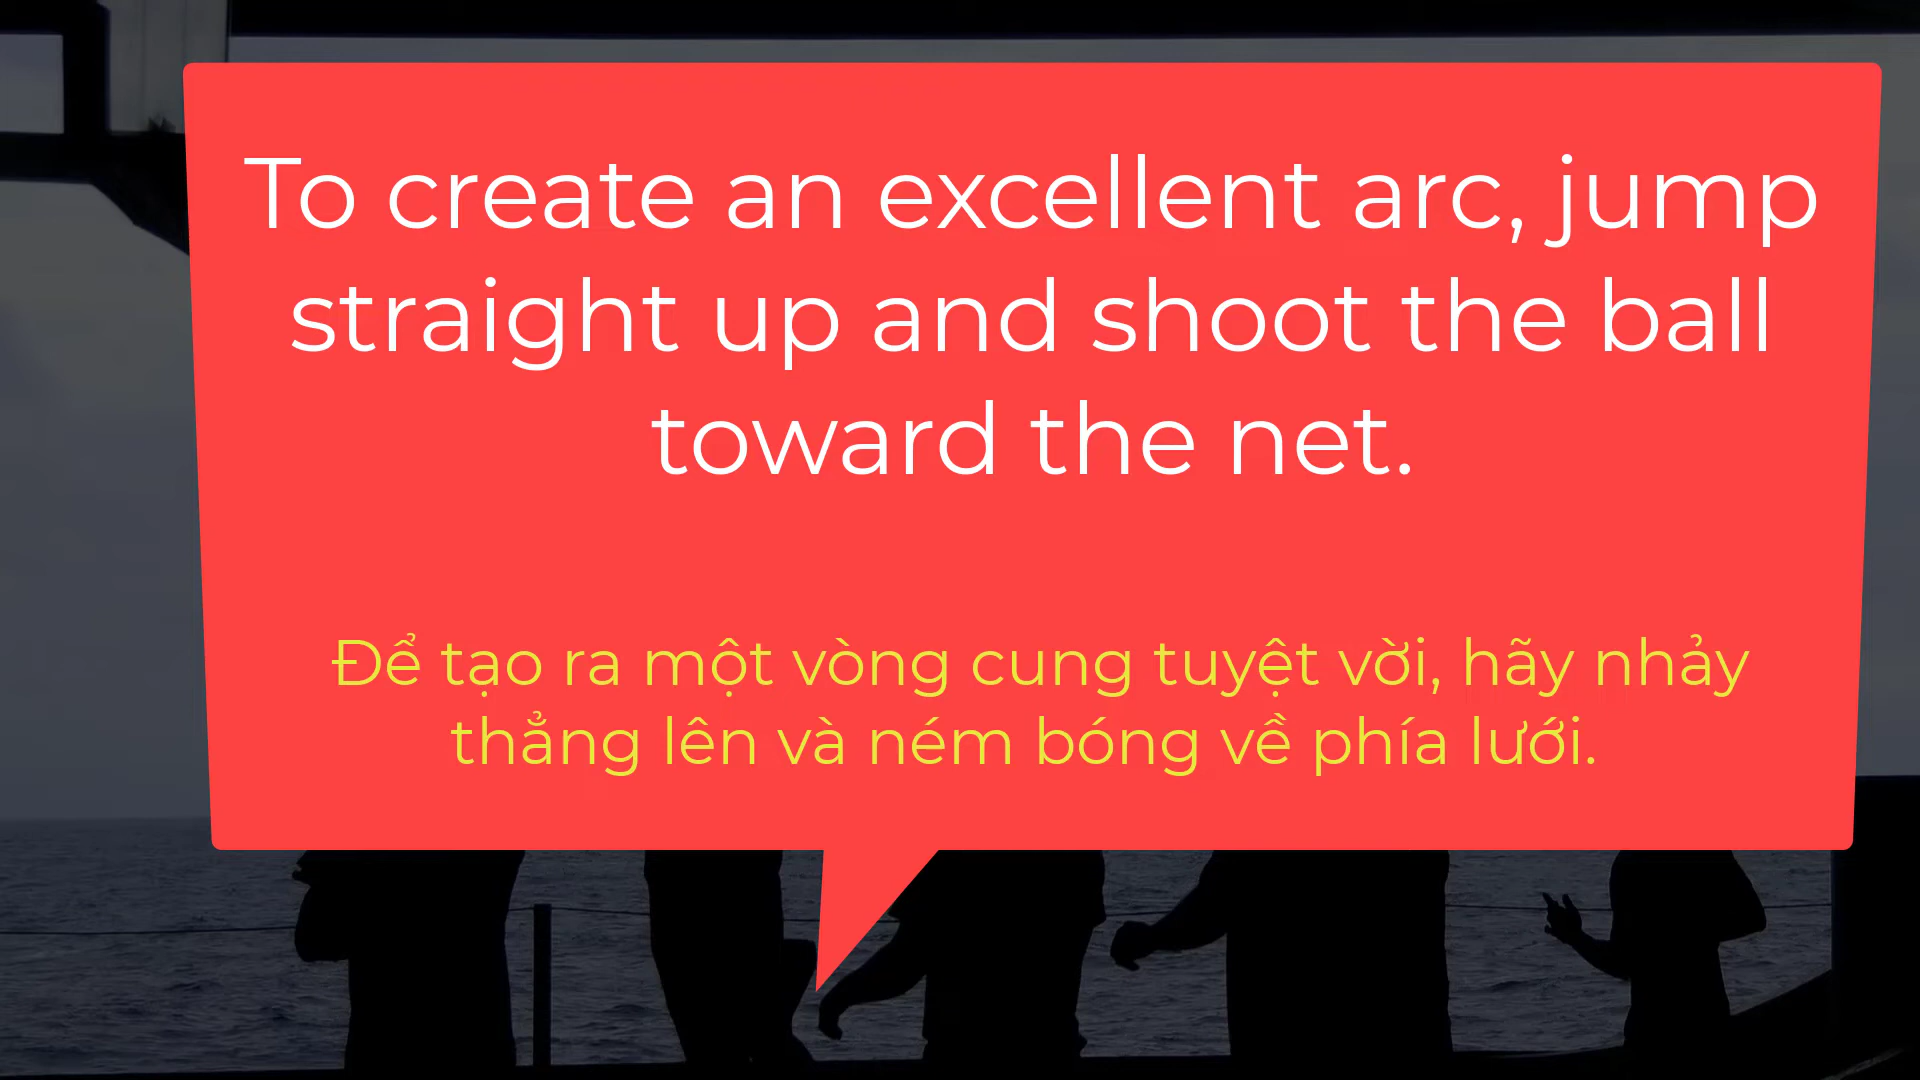 To create an excellent arc, jump
straight up and shoot the ball
toward the net.
Để tạo ra một vòng cung tuyệt vời, hãy nhảy
thẳng lên và ném bóng về phía lưới.